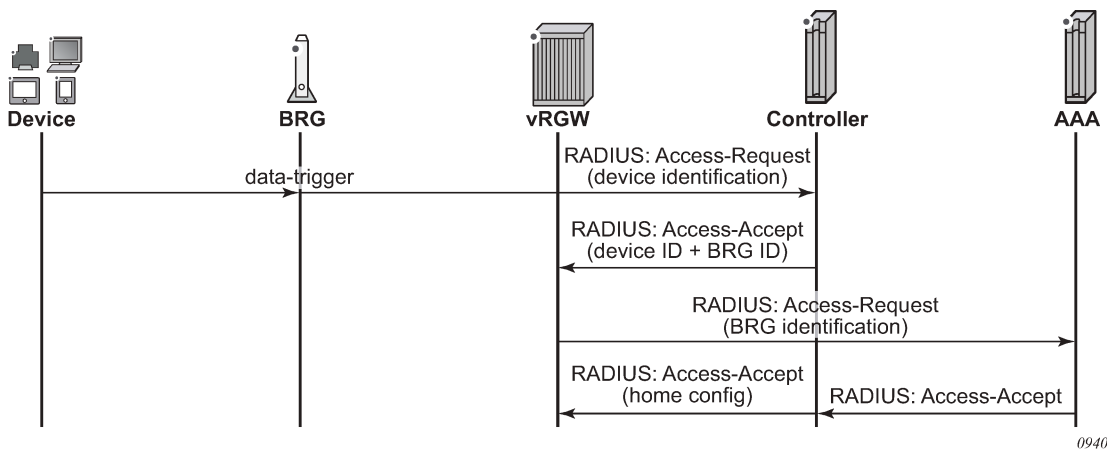 Device
BRG
vRGW
Controller
AAA
RADIUS: Access-Request
(device identification)
data-trigger
RADIUS: Access-Accept
(device ID + BRG ID)
RADIUS: Access-Request
(BRG identification)
RADIUS: Access-Accept
(home config)
RADIUS: Access-Accept
0940